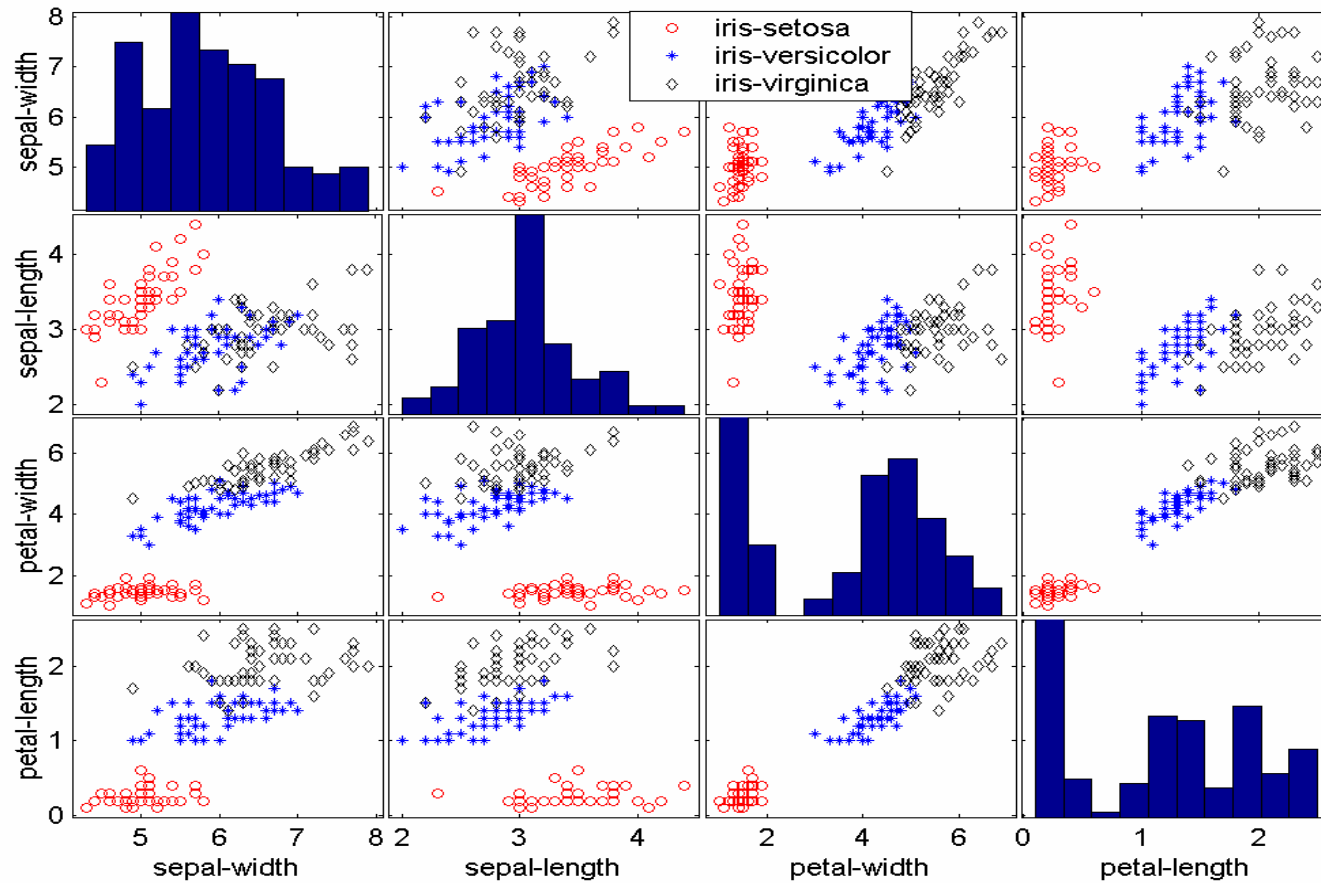 iris-setosa
iris-versicolor
iris-virginica
sepal-width
8
7
6
5
sepal-length
4
3
2
petal-width
6
4
2
petal-length
2
1
0
5 6 7 8 2 3 4 2 4 6 0 1 2
sepal-width sepal-length petal-width petal-length